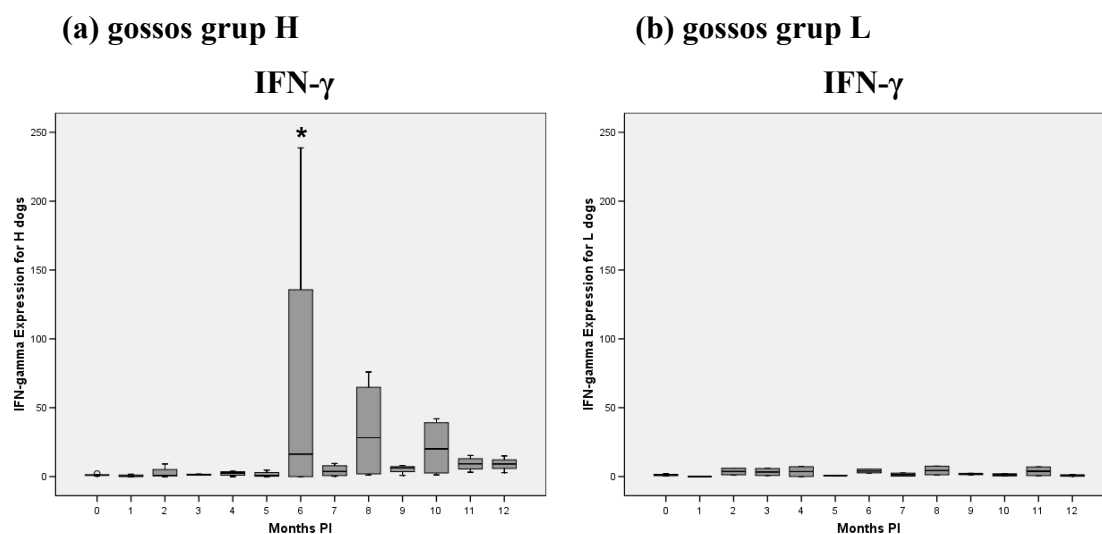 (a) gossos grup H
IFN-γ
*
250
200
150
100
50
0
IFN-gamma Expression for H dogs
0 1 2 3 4 5 6 7 8 9 10 11 12
Months PI
(b) gossos grup L
IFN-γ
250
200
150
100
50
0
IFN-gamma Expression for L dogs
0 1 2 3 4 5 6 7 8 9 10 11 12
Months PI